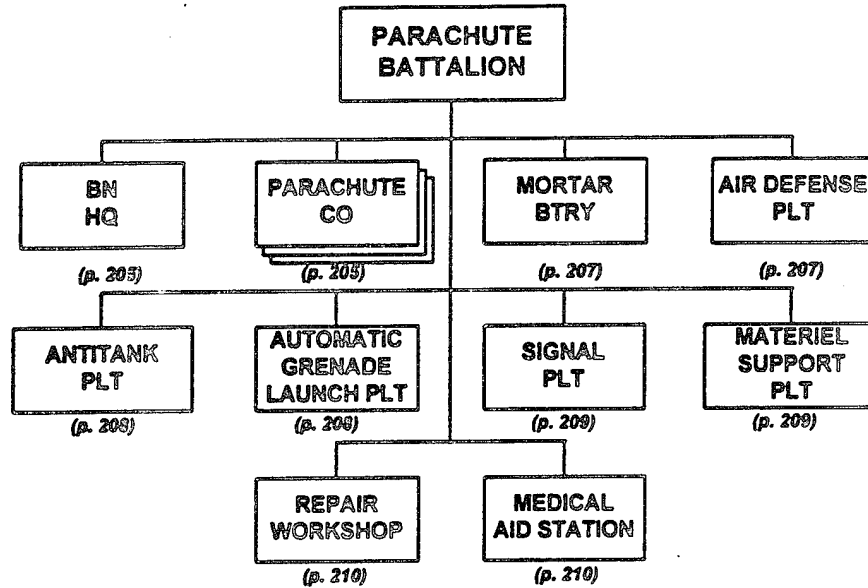 PARACHUTE
BATTALION
BN
HQ
(p. 205)
PARACHUTE
CO
(p. 205)
MORTAR
BTRY
(p. 207)
AIR DEFENSE
PLT
(p. 207)
ANTITANK
PLT
(p. 208)
AUTOMATIC
GRENADE
LAUNCH PLT
(p. 208)
SIGNAL
PLT
(p. 209)
MATERIEL
SUPPORT
PLT
(p. 209)
REPAIR
WORKSHOP
(p. 210)
MEDICAL
AID STATION
(p. 210)